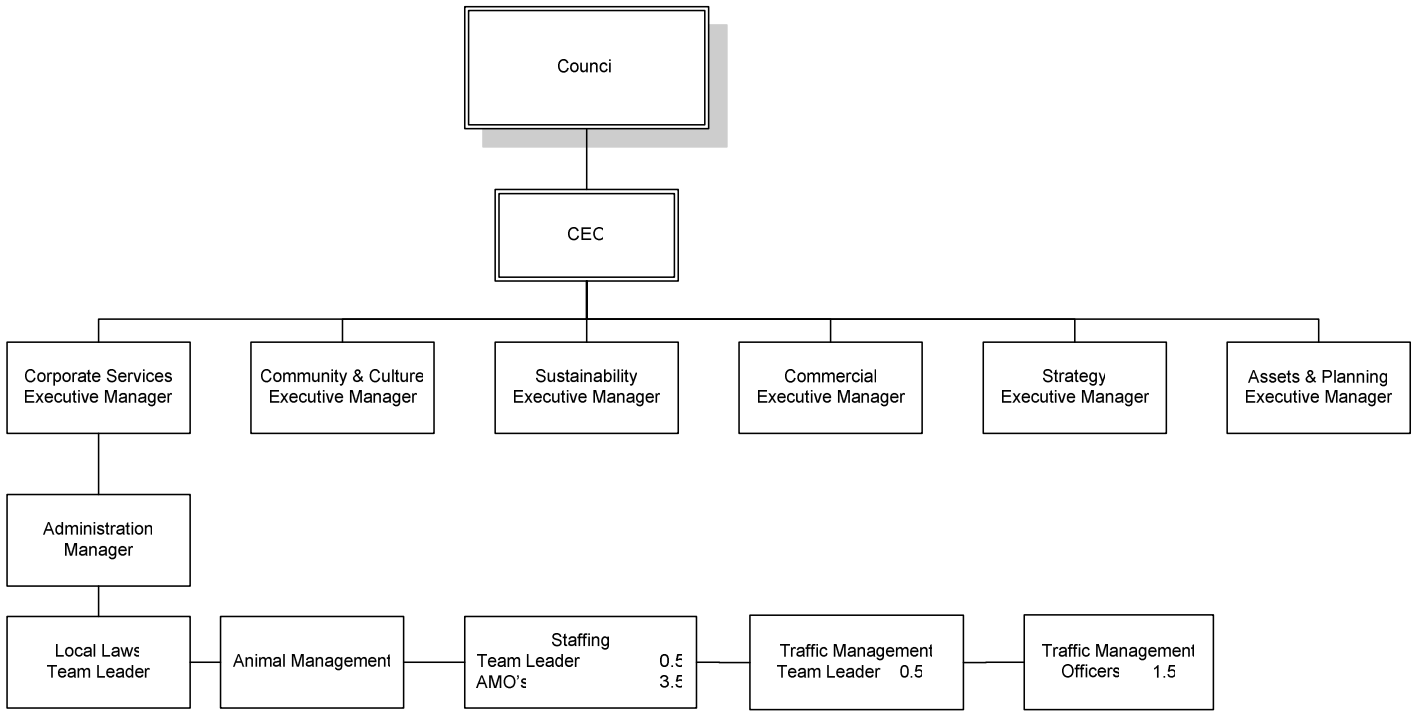 Counci
CEO
Corporate Services
Executive Manager
Community & Culture
Executive Manager
Sustainability
Executive Manager
Commercial
Executive Manager
Strategy
Executive Manager
Assets & Planning
Executive Manager
Administration
Manager
Local Laws
Team Leader
Animal Management
Staffing
Team Leader 0.5
AMO's 3.5
Traffic Management
Team Leader 0.5
Traffic Management
Officers 1.5